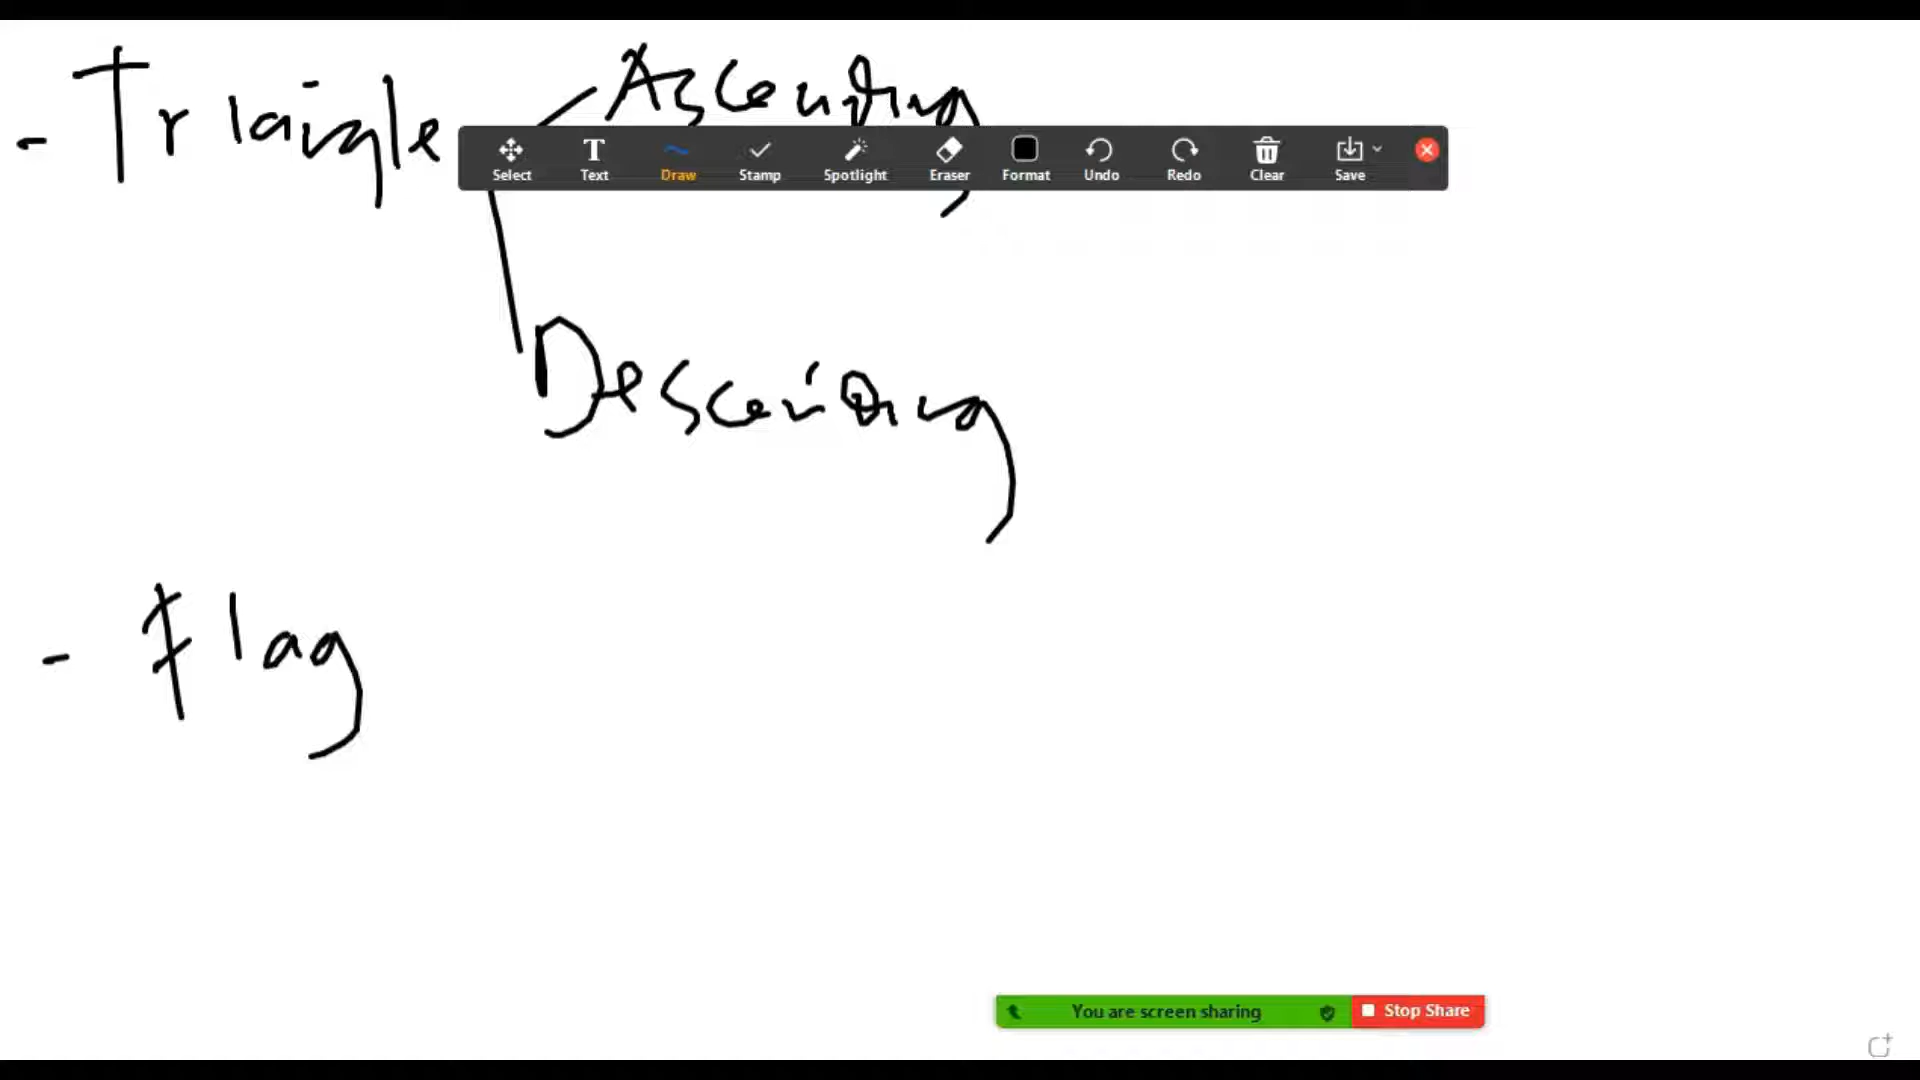 Ascending
- Triangle
Select Text Draw Stamp Spotlight Eraser Format Undo Redo Clear Save
Descending
- Flag
You are screen sharing Stop Share